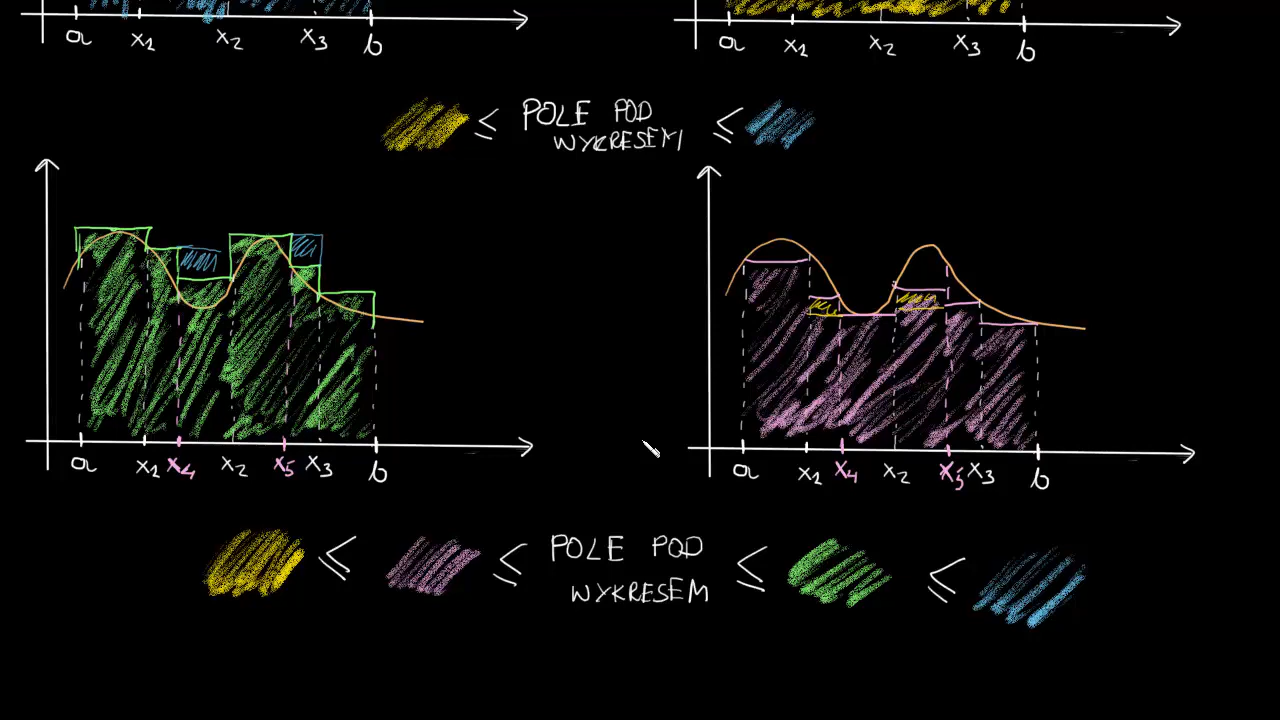 a x₁ x₂ x₃ b
a x₁ x₂ x₃ b
≤ POLE POD WYKRESEM ≤
a x₁ x₄ x₂ x₅ x₃ b
a x₁ x₄ x₂ x₅ x₃ b
≤ ≤ POLE POD WYKRESEM ≤ ≤